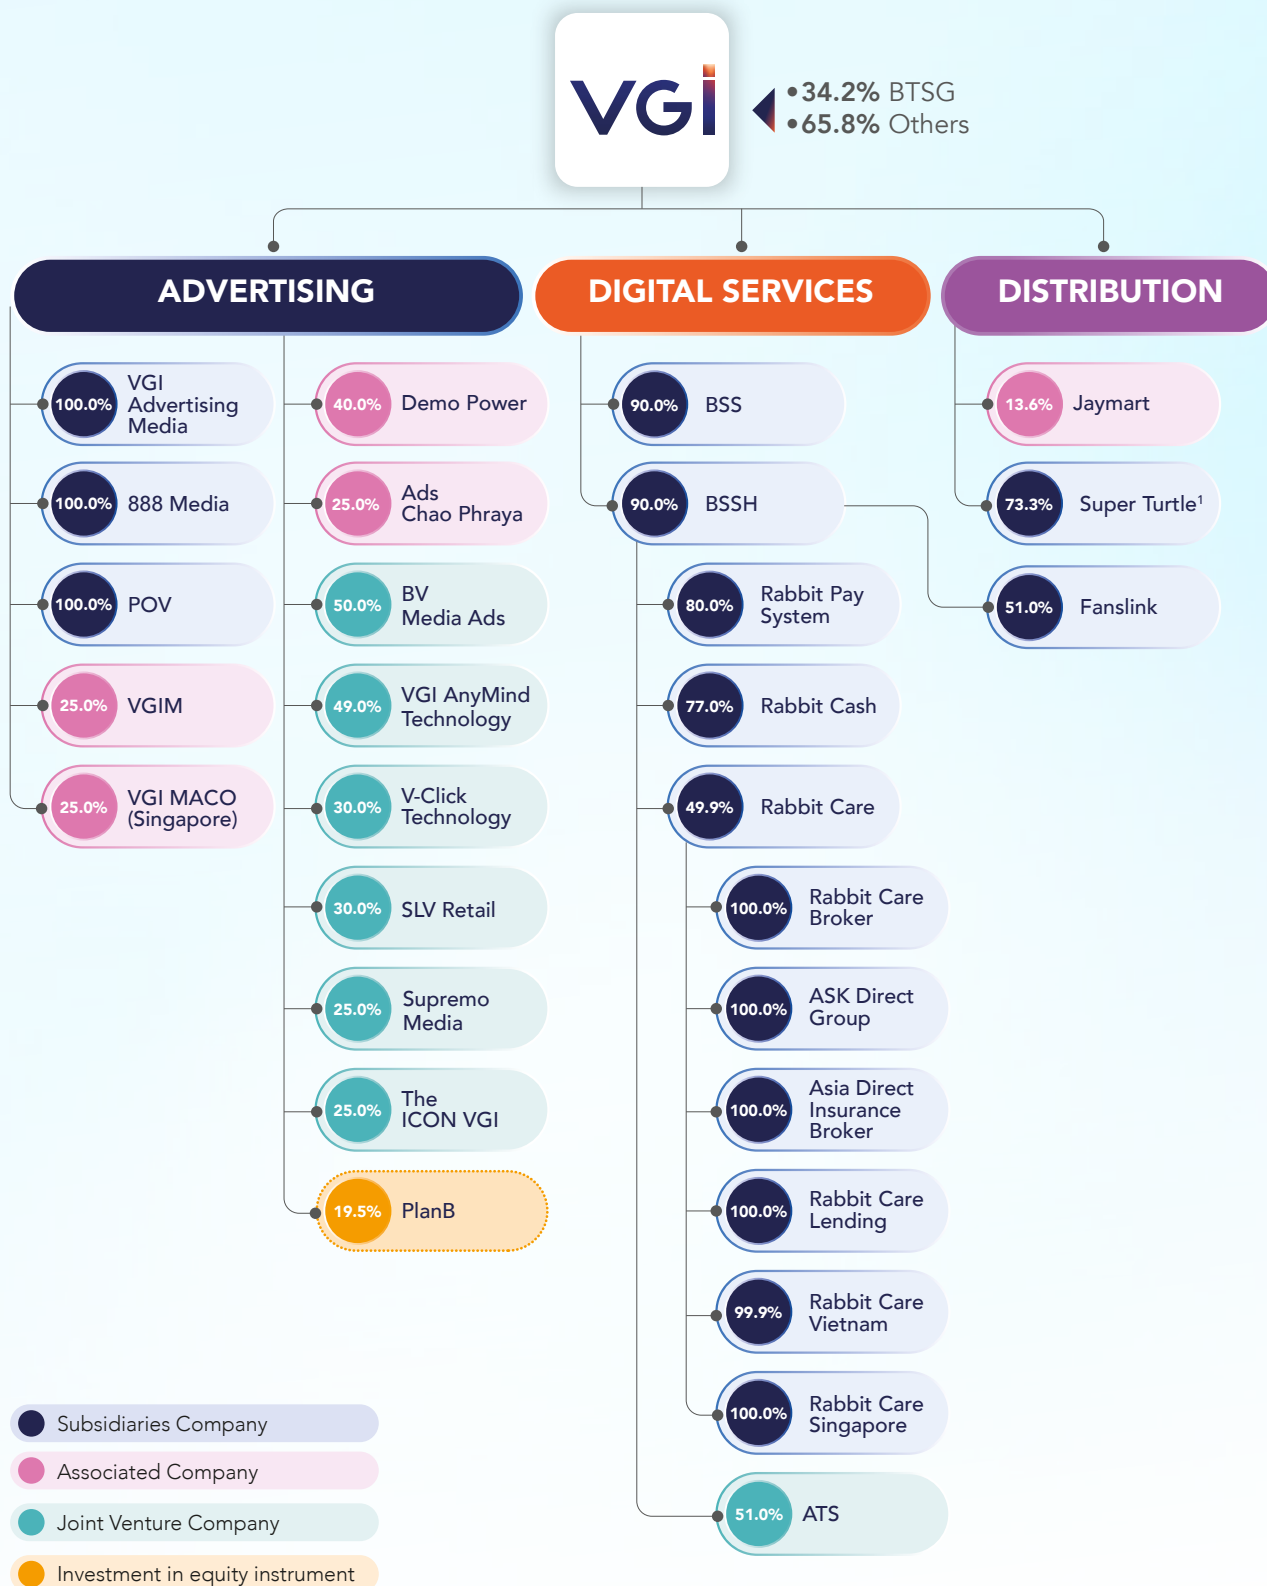 VGi
•34.2% BTSG
•65.8% Others
ADVERTISING
100.0%
VGI
Advertising
Media
100.0%
888 Media
100.0%
POV
25.0%
VGIM
25.0%
VGI MACO
(Singapore)
40.0%
Demo Power
25.0%
Ads
Chao Phraya
50.0%
BV
Media Ads
49.0%
VGI AnyMind
Technology
30.0%
V-Click
Technology
30.0%
SLV Retail
25.0%
Supremo
Media
25.0%
The
ICON VGI
19.5%
PlanB
DIGITAL SERVICES
90.0%
BSS
90.0%
BSSH
80.0%
Rabbit Pay
System
77.0%
Rabbit Cash
49.9%
Rabbit Care
100.0%
Rabbit Care
Broker
100.0%
ASK Direct
Group
100.0%
Asia Direct
Insurance
Broker
100.0%
Rabbit Care
Lending
99.9%
Rabbit Care
Vietnam
100.0%
Rabbit Care
Singapore
51.0%
ATS
DISTRIBUTION
13.6%
Jaymart
73.3%
Super Turtle¹
51.0%
Fanslink
Subsidiaries Company
Associated Company
Joint Venture Company
Investment in equity instrument